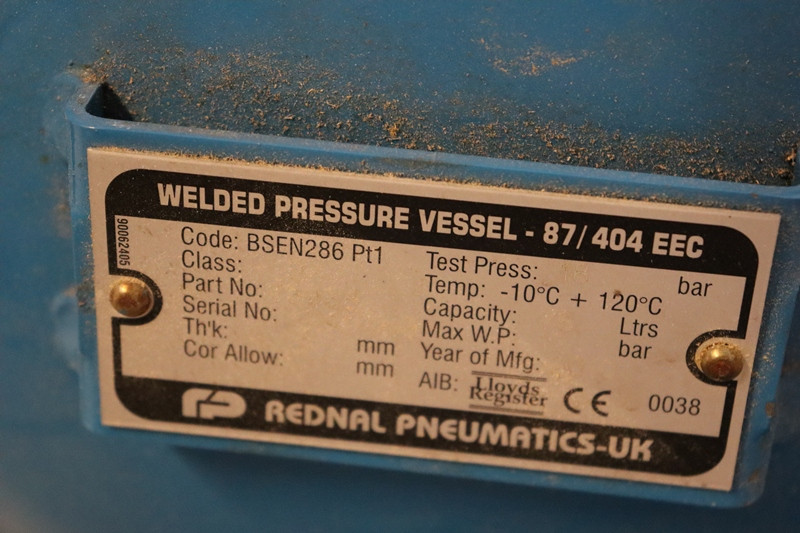 WELDED PRESSURE VESSEL - 87/404 EEC
90062405
Code: BSEN286 Pt1
Class:
Part No:
Serial No:
Th'k: mm
Cor Allow: mm
Test Press: bar
Temp: -10°C + 120°C
Capacity: Ltrs
Max W.P: bar
Year of Mfg:
AIB: Lloyds Register CE 0038
REDNAL PNEUMATICS-UK